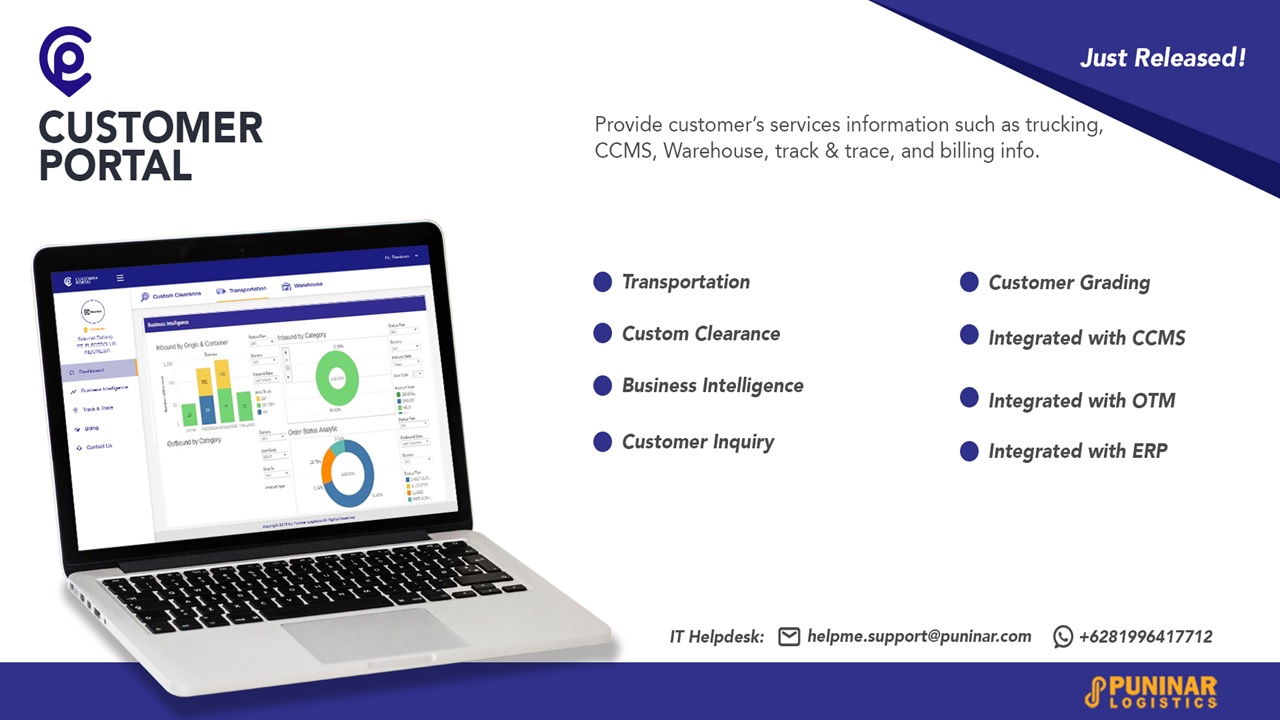 Just Released!
CUSTOMER
PORTAL
Provide customer's services information such as trucking,
CCMS, Warehouse, track & trace, and billing info.
Transportation
Custom Clearance
Business Intelligence
Customer Inquiry
Customer Grading
Integrated with CCMS
Integrated with OTM
Integrated with ERP
CUSTOMER
PORTAL
Custom Clearance
Transportation
Warehouse
Dashboard
Business Intelligence
Track & Trace
Billing
Contact Us
Business Intelligence
Inbound by Origin & Container
Inbound by Category
Outbound by Category
Order Status Analytic
IT Helpdesk: helpme.support@puninar.com +6281996417712
PUNINAR
LOGISTICS